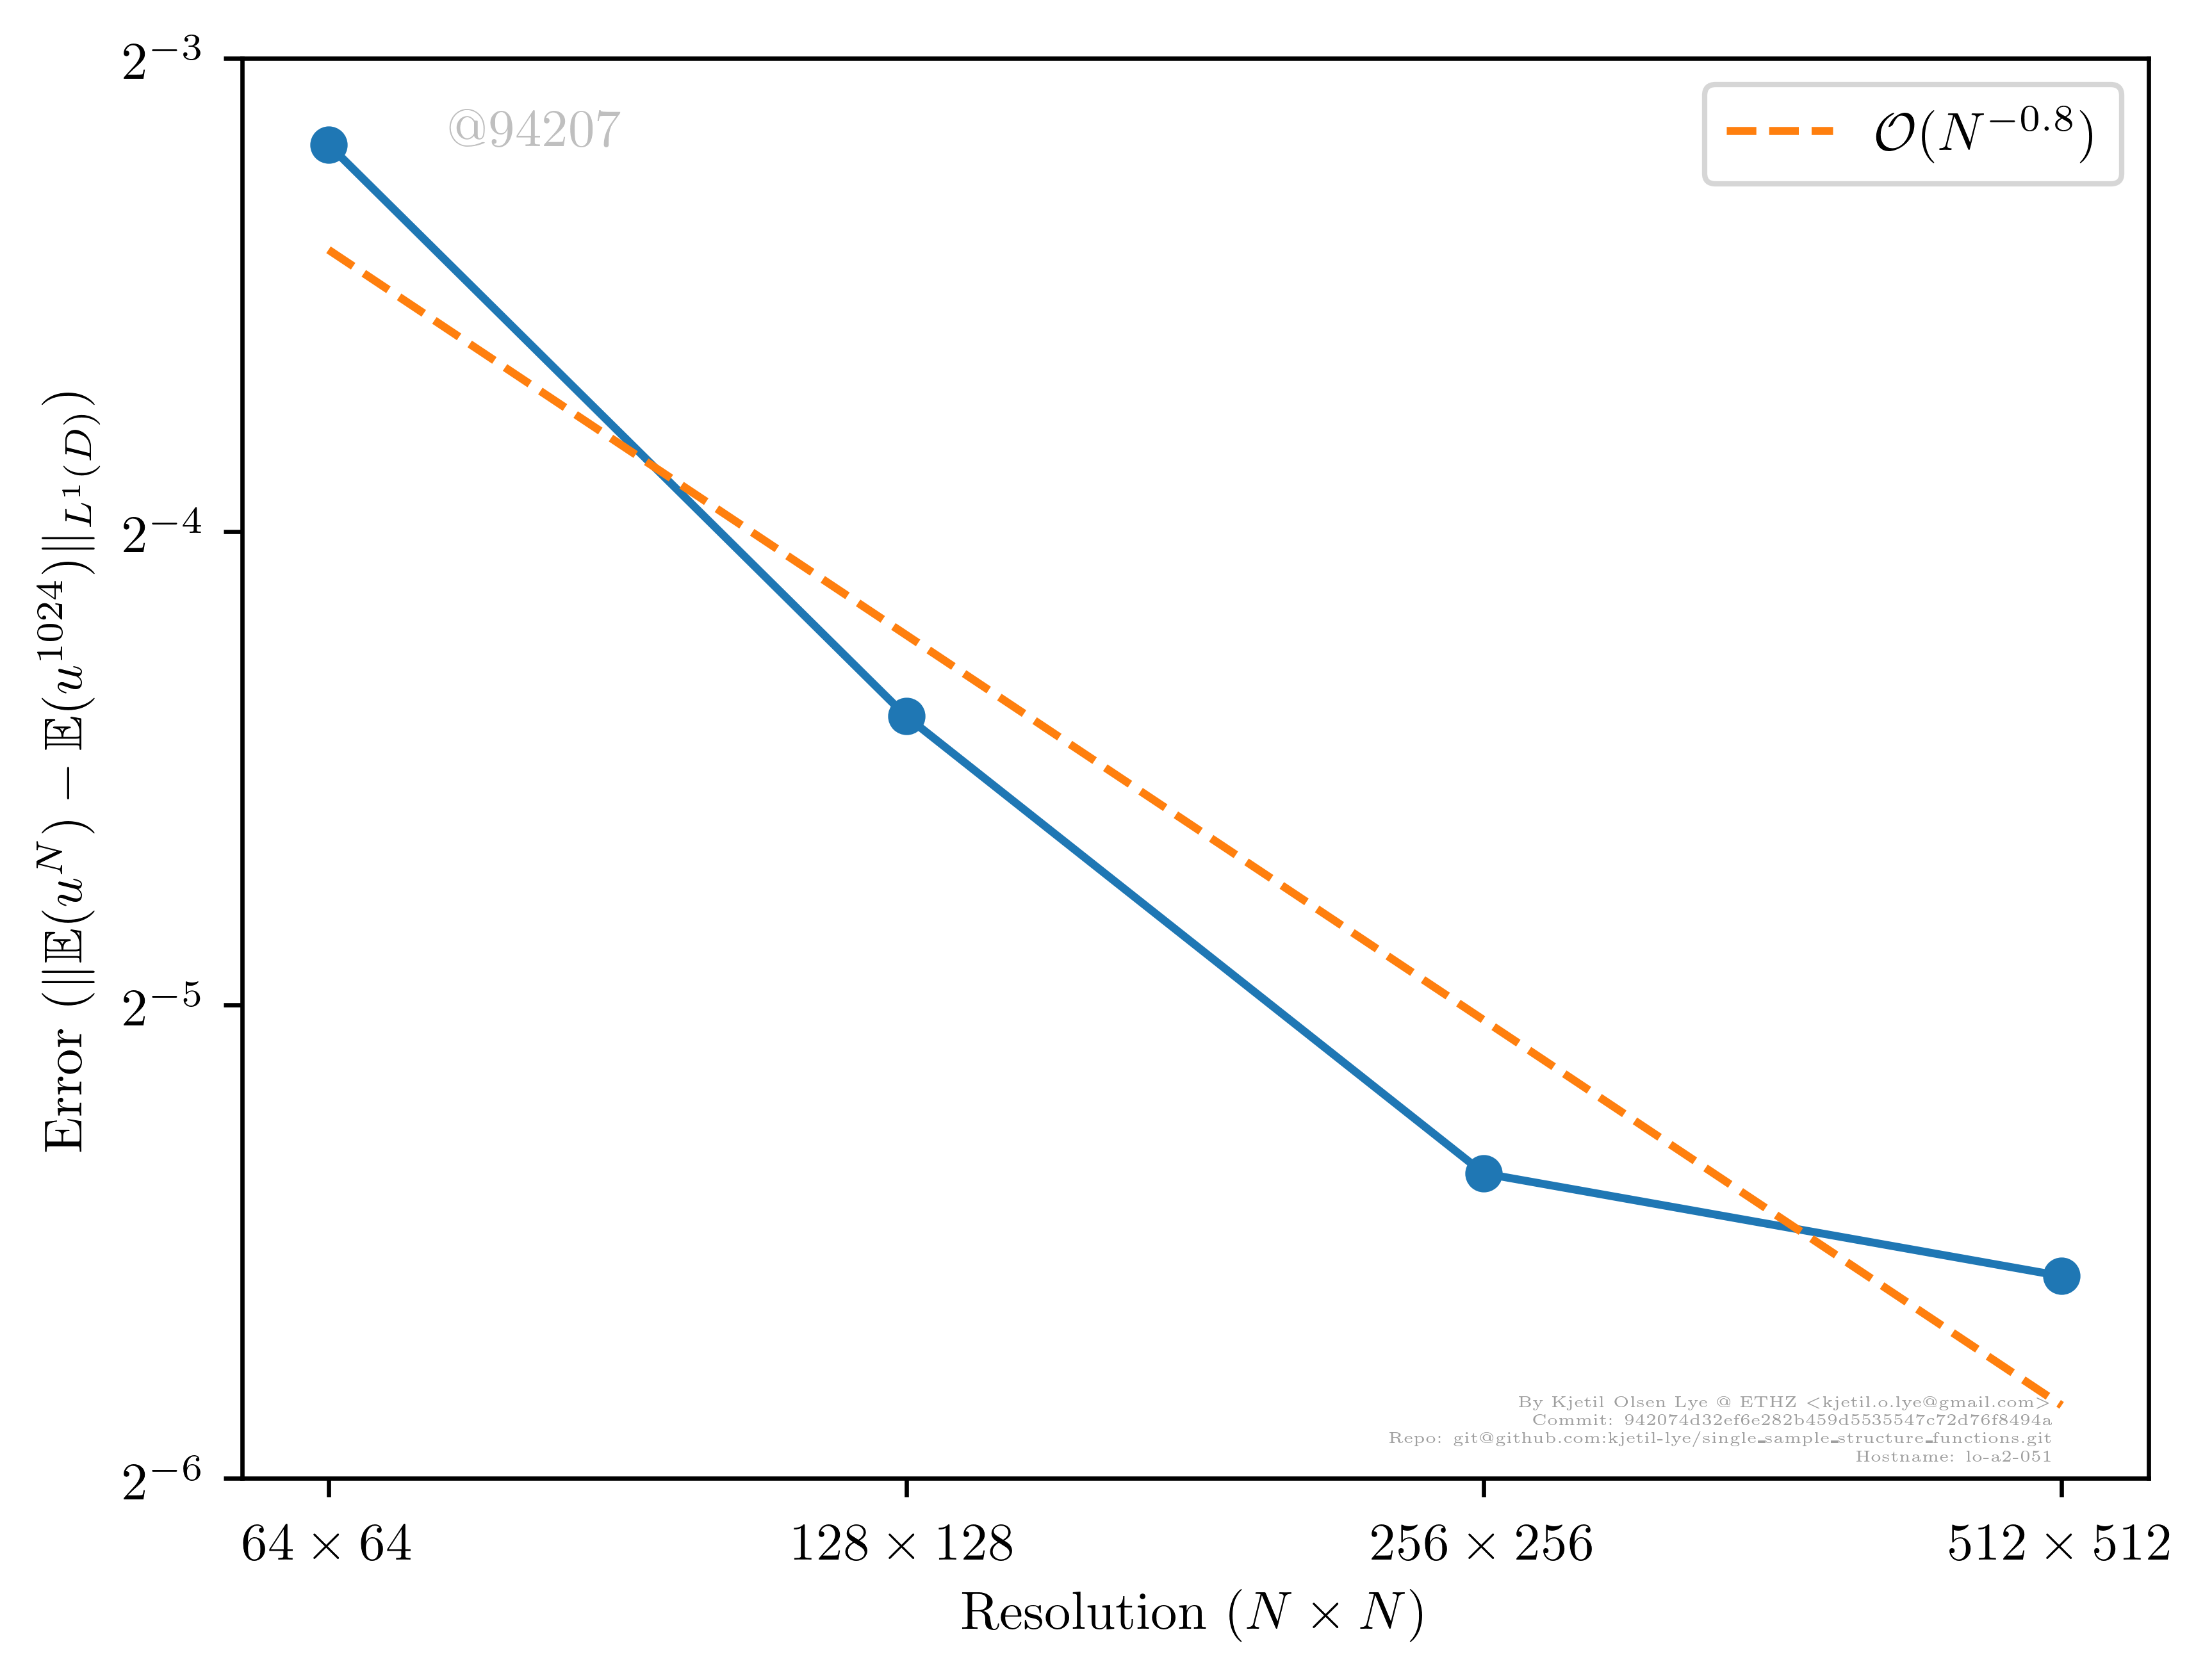 2^{-3}
@94207
𝒪(N^{-0.8})
2^{-4}
2^{-5}
2^{-6}
Error (||𝔼(u^N) − 𝔼(u^{1024})||_{L^1(D)})
By Kjetil Olsen Lye @ ETHZ <kjetil.o.lye@gmail.com>
Commit: 942074d32ef6e282b459d5535547c72d76f8494a
Repo: git@github.com:kjetil-lye/single_sample_structure_functions.git
Hostname: lo-a2-051
64 × 64
128 × 128
256 × 256
512 × 512
Resolution (N × N)